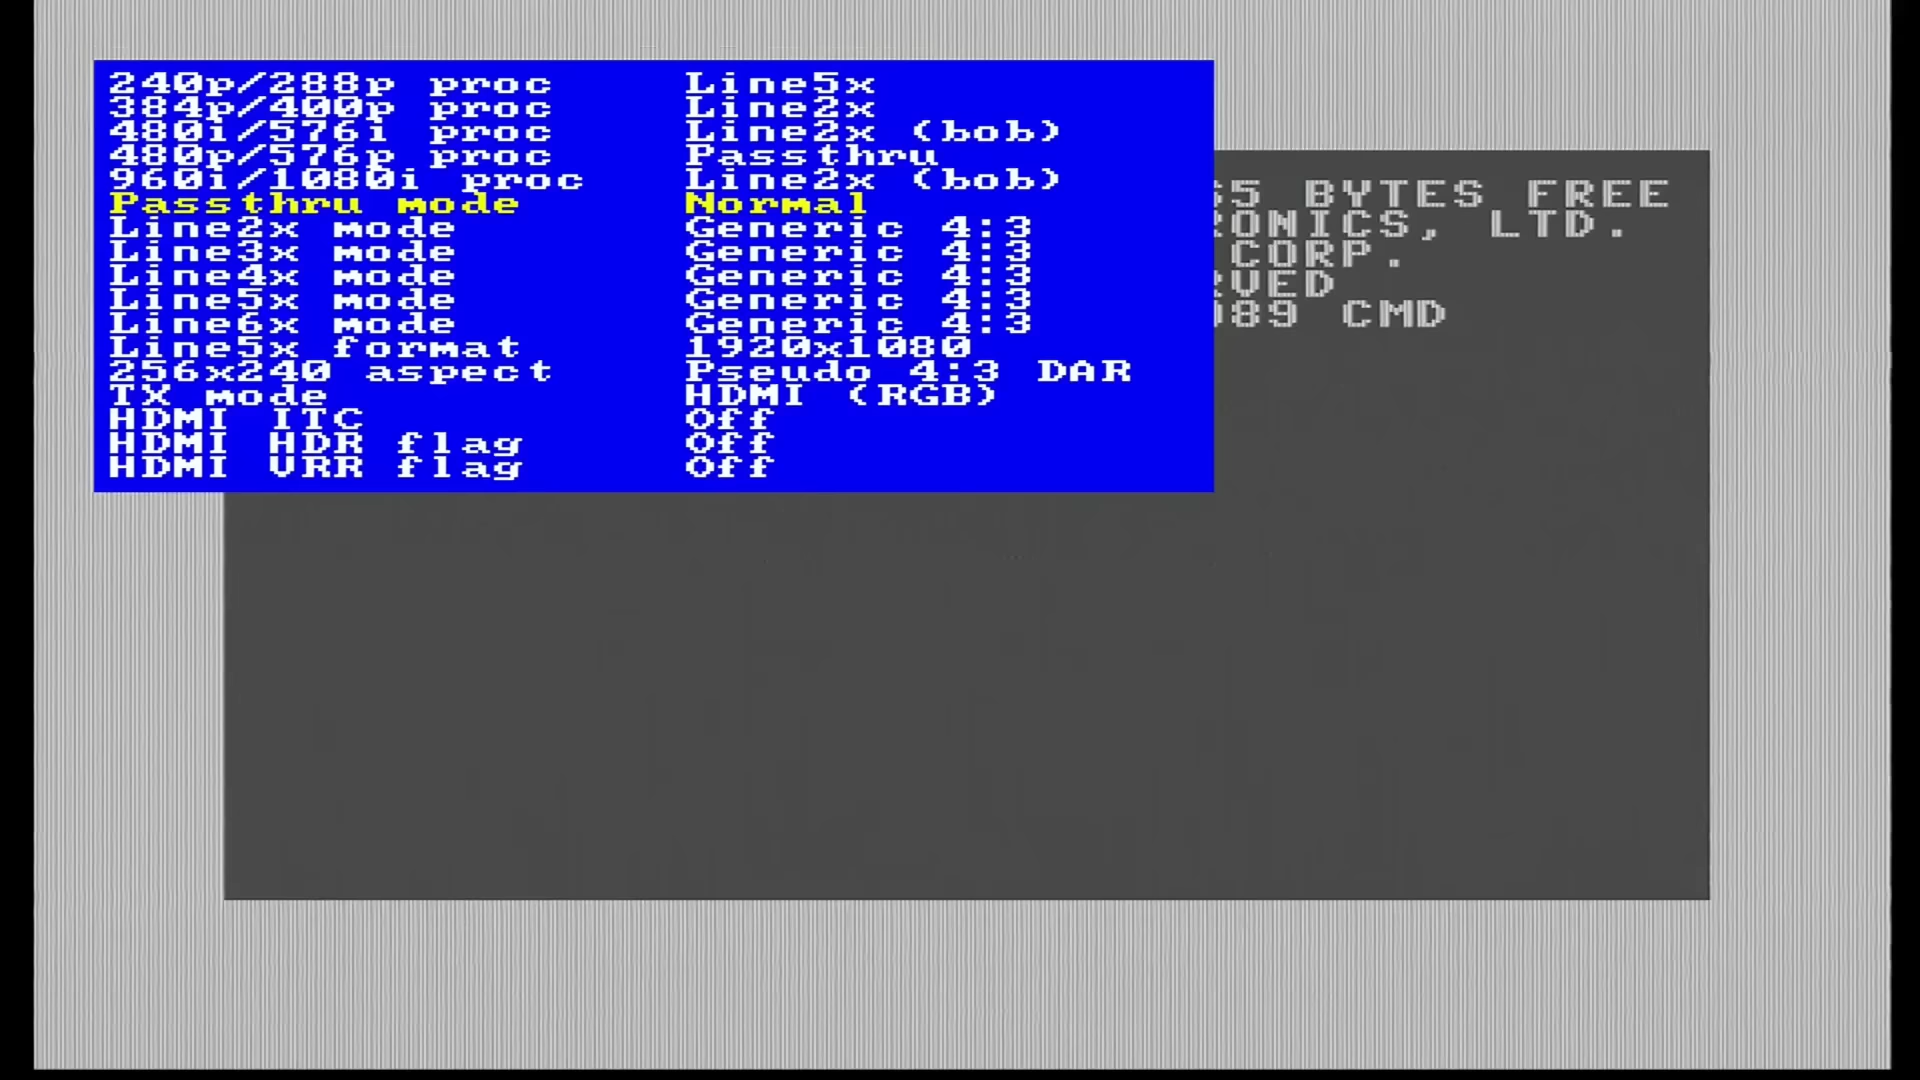 240p/288p proc Line5x
384p/400p proc Line2x
480i/576i proc Line2x (bob)
480p/576p proc Passthru
960i/1080i proc Line2x (bob)
Passthru mode Normal
Line2x mode Generic 4:3
Line3x mode Generic 4:3
Line4x mode Generic 4:3
Line5x mode Generic 4:3
Line6x mode Generic 4:3
Line5x format 1920x1080
256x240 aspect Pseudo 4:3 DAR
TX mode HDMI (RGB)
HDMI ITC Off
HDMI HDR flag Off
HDMI VRR flag Off
BYTES FREE
LTD.
CORP.
CMD